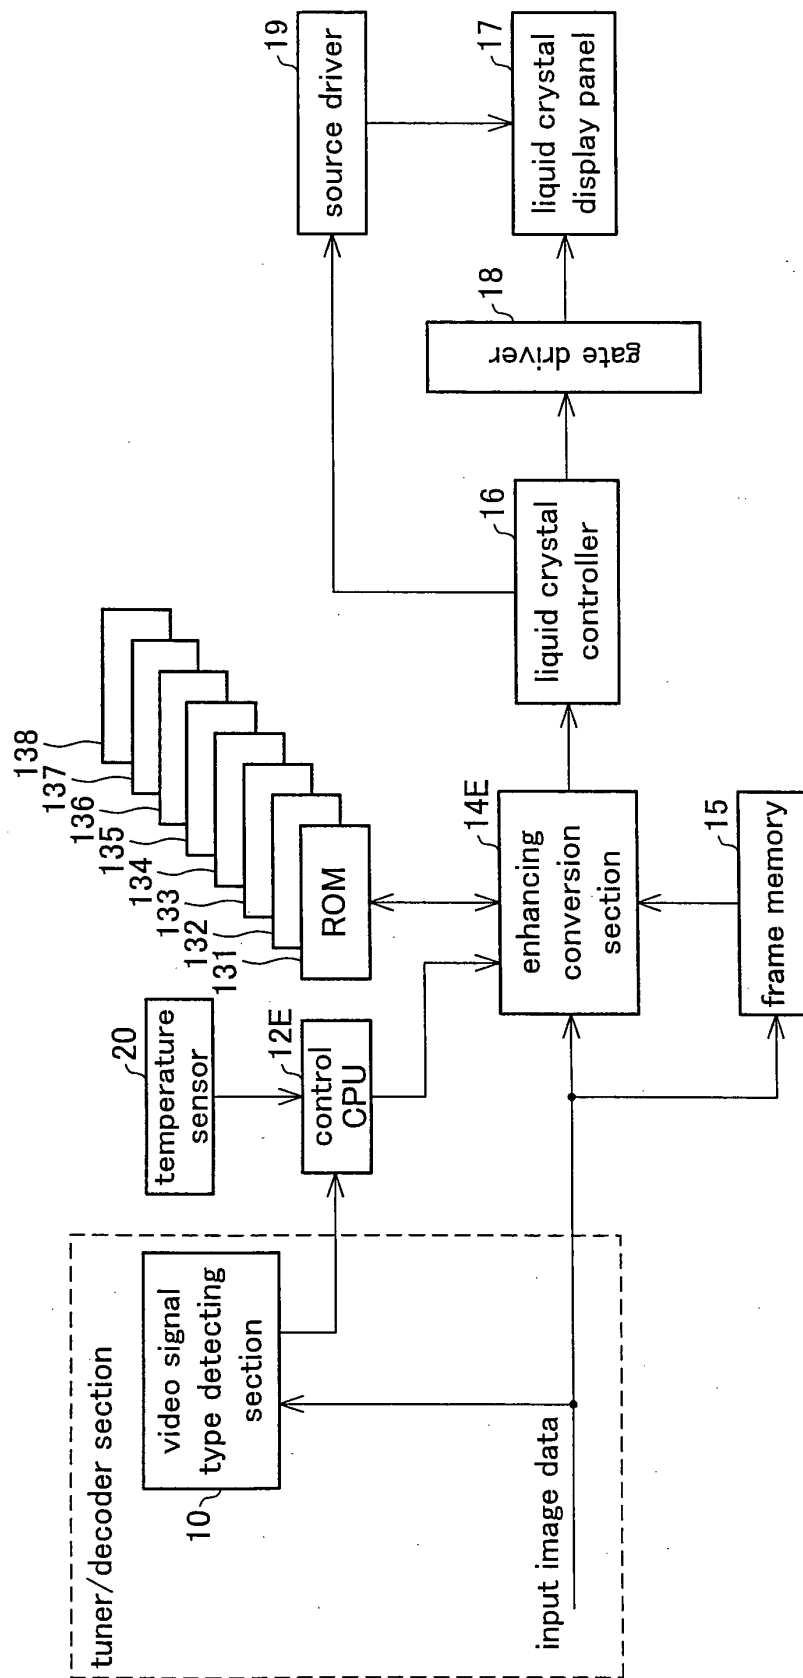 tuner/decoder section
video signal
type detecting
section
10
input image data
20
temperature
sensor
12E
control
CPU
131
132
133
134
135
136
137
138
ROM
14E
enhancing
conversion
section
15
frame memory
16
liquid crystal
controller
18
gate driver
19
source driver
17
liquid crystal
display panel